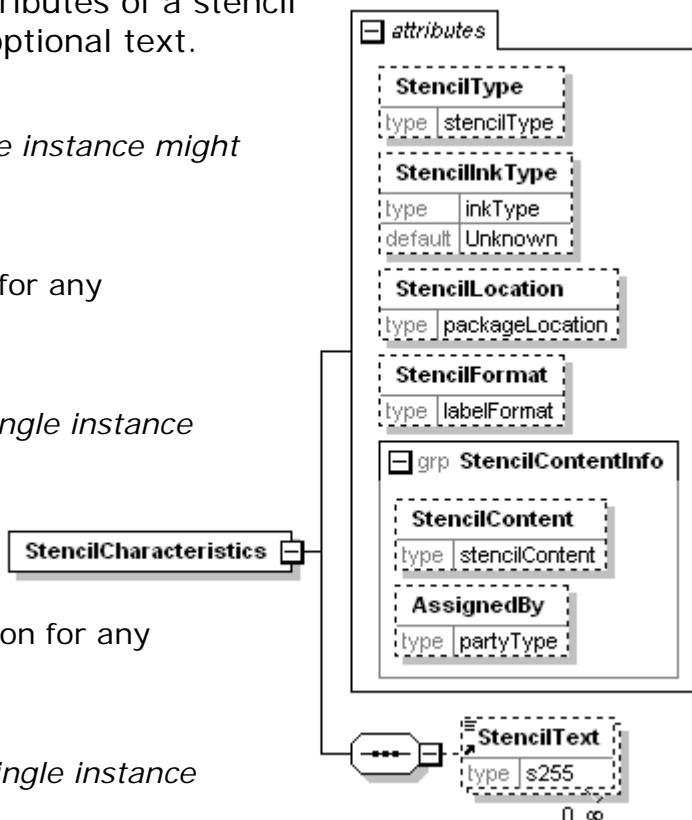 tributes of a stencil
optional text.
e instance might
for any
ngle instance
on for any
ingle instance
StencilCharacteristics
attributes
StencilType
type stencilType
StencilInkType
type inkType
default Unknown
StencilLocation
type packageLocation
StencilFormat
type labelFormat
grp StencilContentInfo
StencilContent
type stencilContent
AssignedBy
type partyType
StencilText
type s255
0..∞